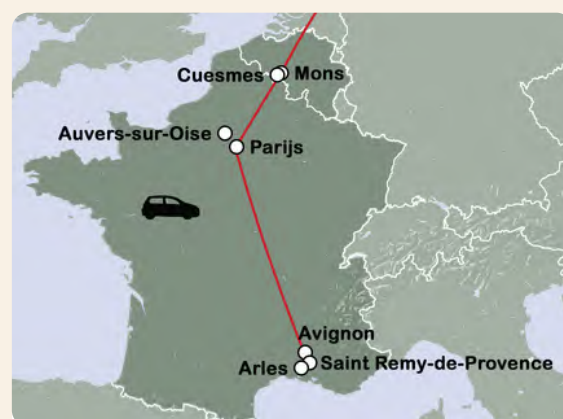 Cuesmes
Mons
Auvers-sur-Oise
Parijs
Avignon
Saint Remy-de-Provence
Arles